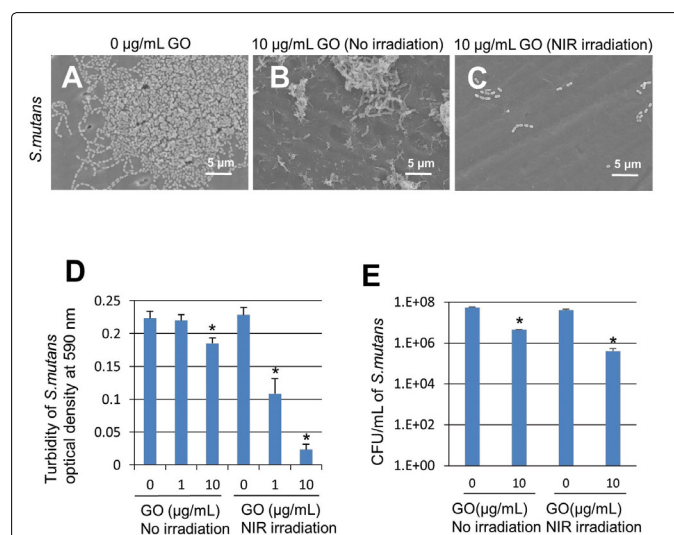 0 µg/mL GO
10 µg/mL GO (No irradiation)
10 µg/mL GO (NIR irradiation)
S.mutans
A
5 µm
B
5 µm
C
5 µm
D
Turbidity of S.mutans
optical density at 590 nm
0.25
0.2
0.15
0.1
0.05
0
*
*
*
0 1 10 0 1 10
GO (µg/mL) GO (µg/mL)
No irradiation NIR irradiation
E
CFU/mL of S.mutans
1.E+08
1.E+06
1.E+04
1.E+02
1.E+00
*
*
0 10 0 10
GO(µg/mL) GO(µg/mL)
No irradiation NIR irradiation